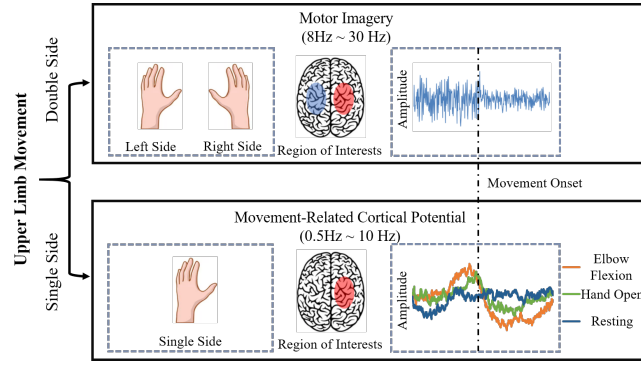 Upper Limb Movement
Double Side
Motor Imagery
(8Hz ~ 30 Hz)
Left Side
Right Side
Region of Interests
Amplitude
Movement Onset
Single Side
Movement-Related Cortical Potential
(0.5Hz ~ 10 Hz)
Single Side
Region of Interests
Amplitude
Elbow
Flexion
Hand Open
Resting